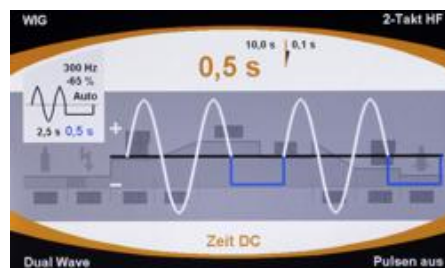 WIG
2-Takt HF
10,0 s 0,1 s
0,5 s
300 Hz
-65 %
Auto
2,5 s 0,5 s
+
−
Zeit DC
Dual Wave
Pulsen aus